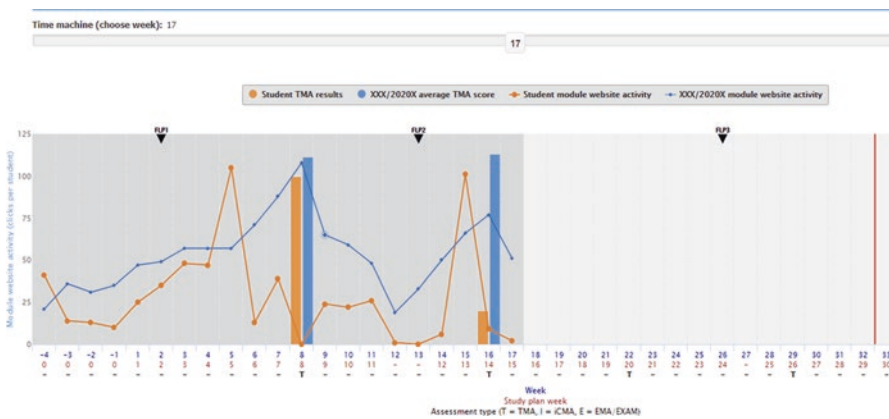 Time machine (choose week): 17
17
Student TMA results XXX/2020X average TMA score Student module website activity XXX/2020X module website activity
FLP1 FLP2 FLP3
Module website activity (clicks per student)
125
100
75
50
25
0
-4 -3 -2 -1 1 2 3 4 5 6 7 8 9 10 11 12 13 14 15 16 17 18 19 20 21 22 23 24 25 26 27 28 29 30 31 32 33
0 0 0 0 1 2 3 4 5 6 7 8 9 10 11 - - 12 13 14 15 16 17 18 19 20 21 22 23 24 - 25 26 27 28 29 30
- - - - - - - - - - - T - - - - - - - T - - - - - T - - - - - - T - - - -
Week
Study plan week
Assessment type (T = TMA, I = iCMA, E = EMA/EXAM)